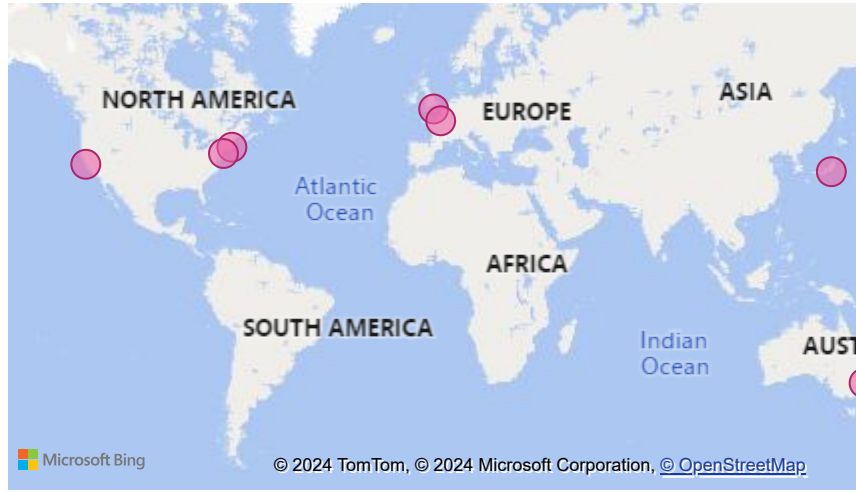 ASIA
NORTH AMERICA
EUROPE
Atlantic
Ocean
AFRICA
SOUTH AMERICA
Indian
Ocean
AUST
Microsoft Bing
© 2024 TomTom, © 2024 Microsoft Corporation, © OpenStreetMap